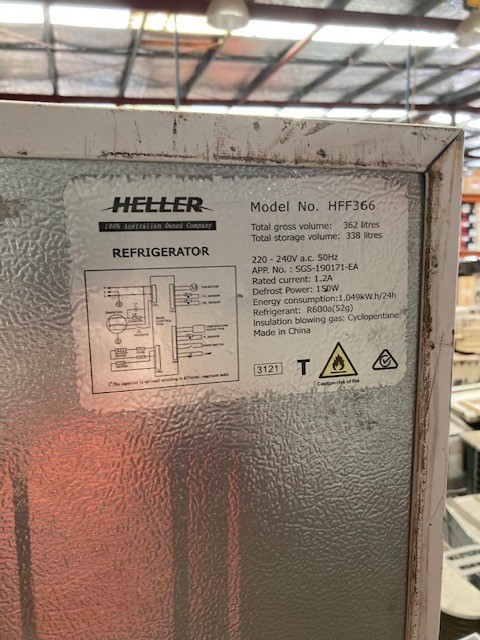 HELLER
100% Australian Owned Company
REFRIGERATOR
Model No. HFF366
Total gross volume: 362 litres
Total storage volume: 338 litres
220 - 240V a.c. 50Hz
APP. No. : SGS-190171-EA
Rated current: 1.2A
Defrost Power: 150W
Energy consumption:1.049kW.h/24h
Refrigerant: R600a(52g)
Insulation blowing gas: Cyclopentane
Made in China
3121
T
Caution risk of fire